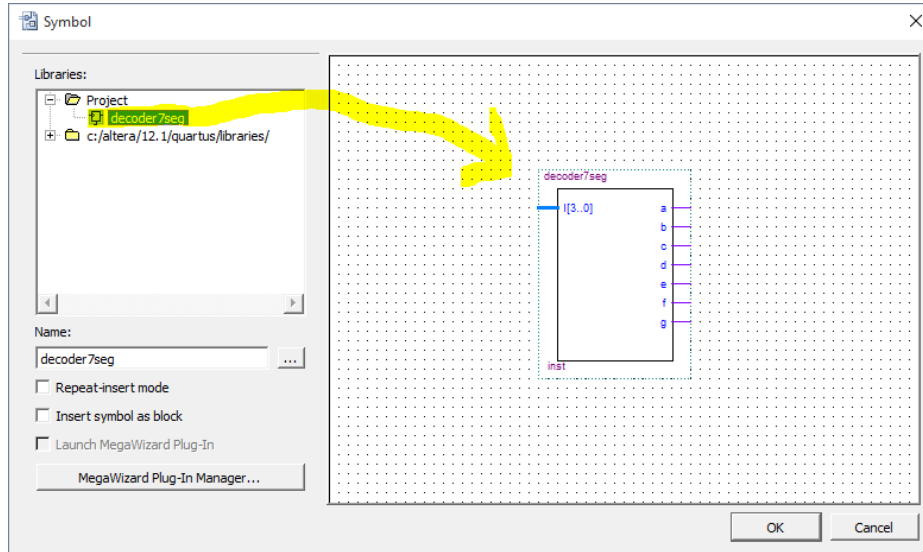 Symbol
Libraries:
Project
decoder7seg
c:/altera/12.1/quartus/libraries/
Name:
decoder7seg
...
Repeat-insert mode
Insert symbol as block
Launch MegaWizard Plug-In
MegaWizard Plug-In Manager...
decoder7seg
I[3..0]
a
b
c
d
e
f
g
inst
OK
Cancel